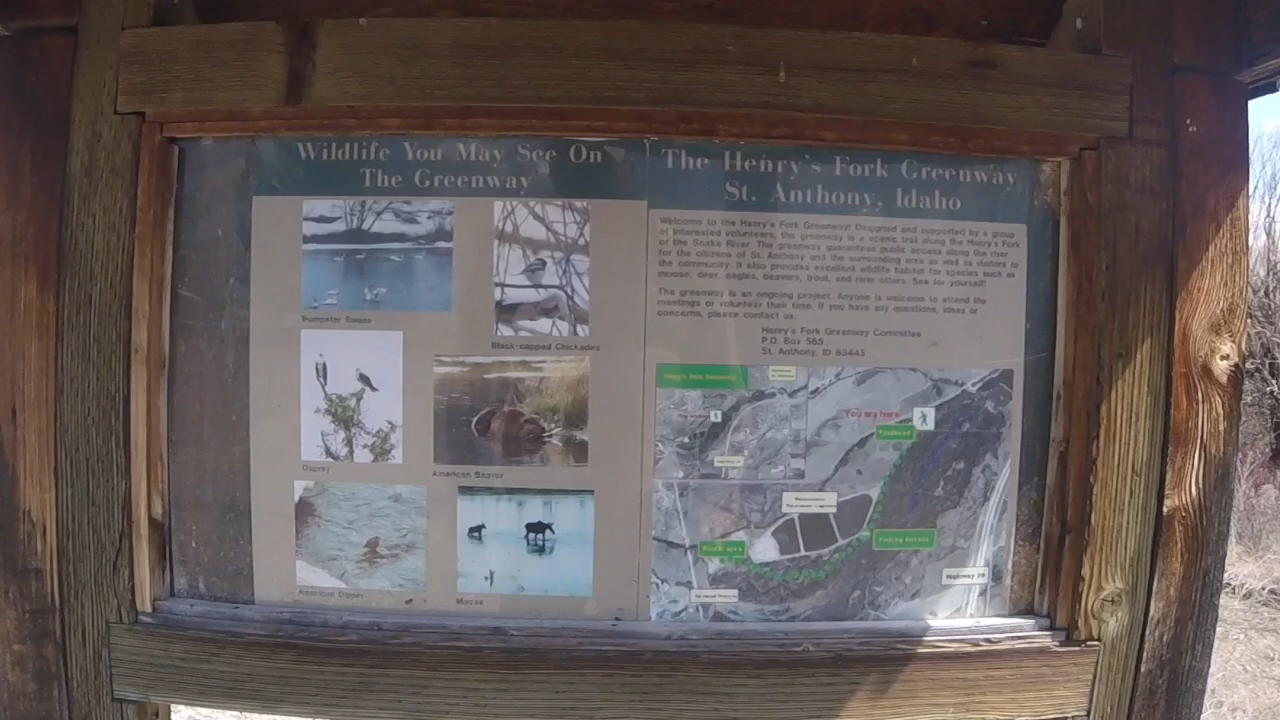 Wildlife You May See On
The Greenway
Trumpeter Swans
Black-capped Chickadee
Osprey
American Beaver
American Dipper
Moose
The Henry's Fork Greenway
St. Anthony, Idaho
Welcome to the Henry's Fork Greenway! Designed and supported by a group
of interested volunteers, the greenway is a scenic trail along the Henry's Fork
of the Snake River. The greenway guarantees public access along the river
for the citizens of St. Anthony and the surrounding area as well as visitors to
the community. It also provides excellent wildlife habitat for species such as
moose, deer, eagles, beavers, trout, and river otters. See for yourself!
The greenway is an ongoing project. Anyone is welcome to attend the
meetings or volunteer their time. If you have any questions, ideas or
concerns, please contact us:
Henry's Fork Greenway Committee
P.O. Box 565
St. Anthony, ID 83445
Henry's Fork Greenway
You are here
Trailhead
Wastewater
Treatment Lagoons
Fishing Access
Picnic area
Highway 20